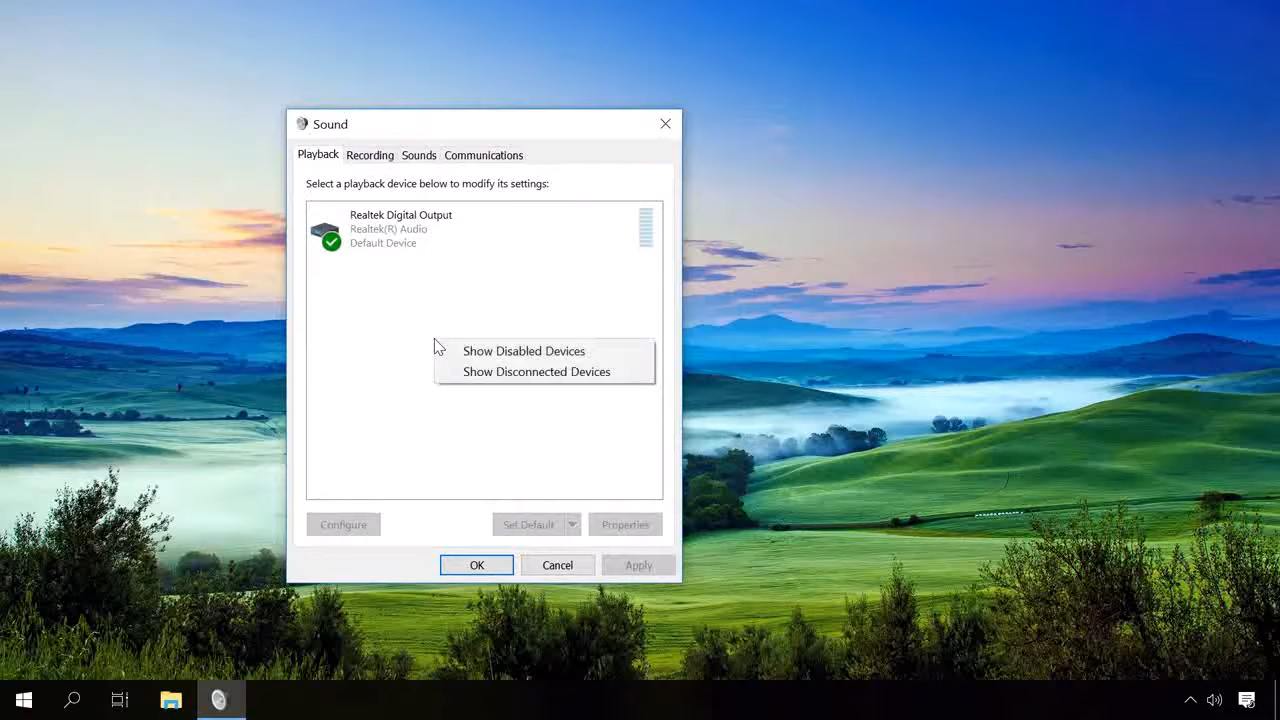 Sound
Playback Recording Sounds Communications
Select a playback device below to modify its settings:
Realtek Digital Output
Realtek(R) Audio
Default Device
Show Disabled Devices
Show Disconnected Devices
Configure Set Default Properties
OK Cancel Apply